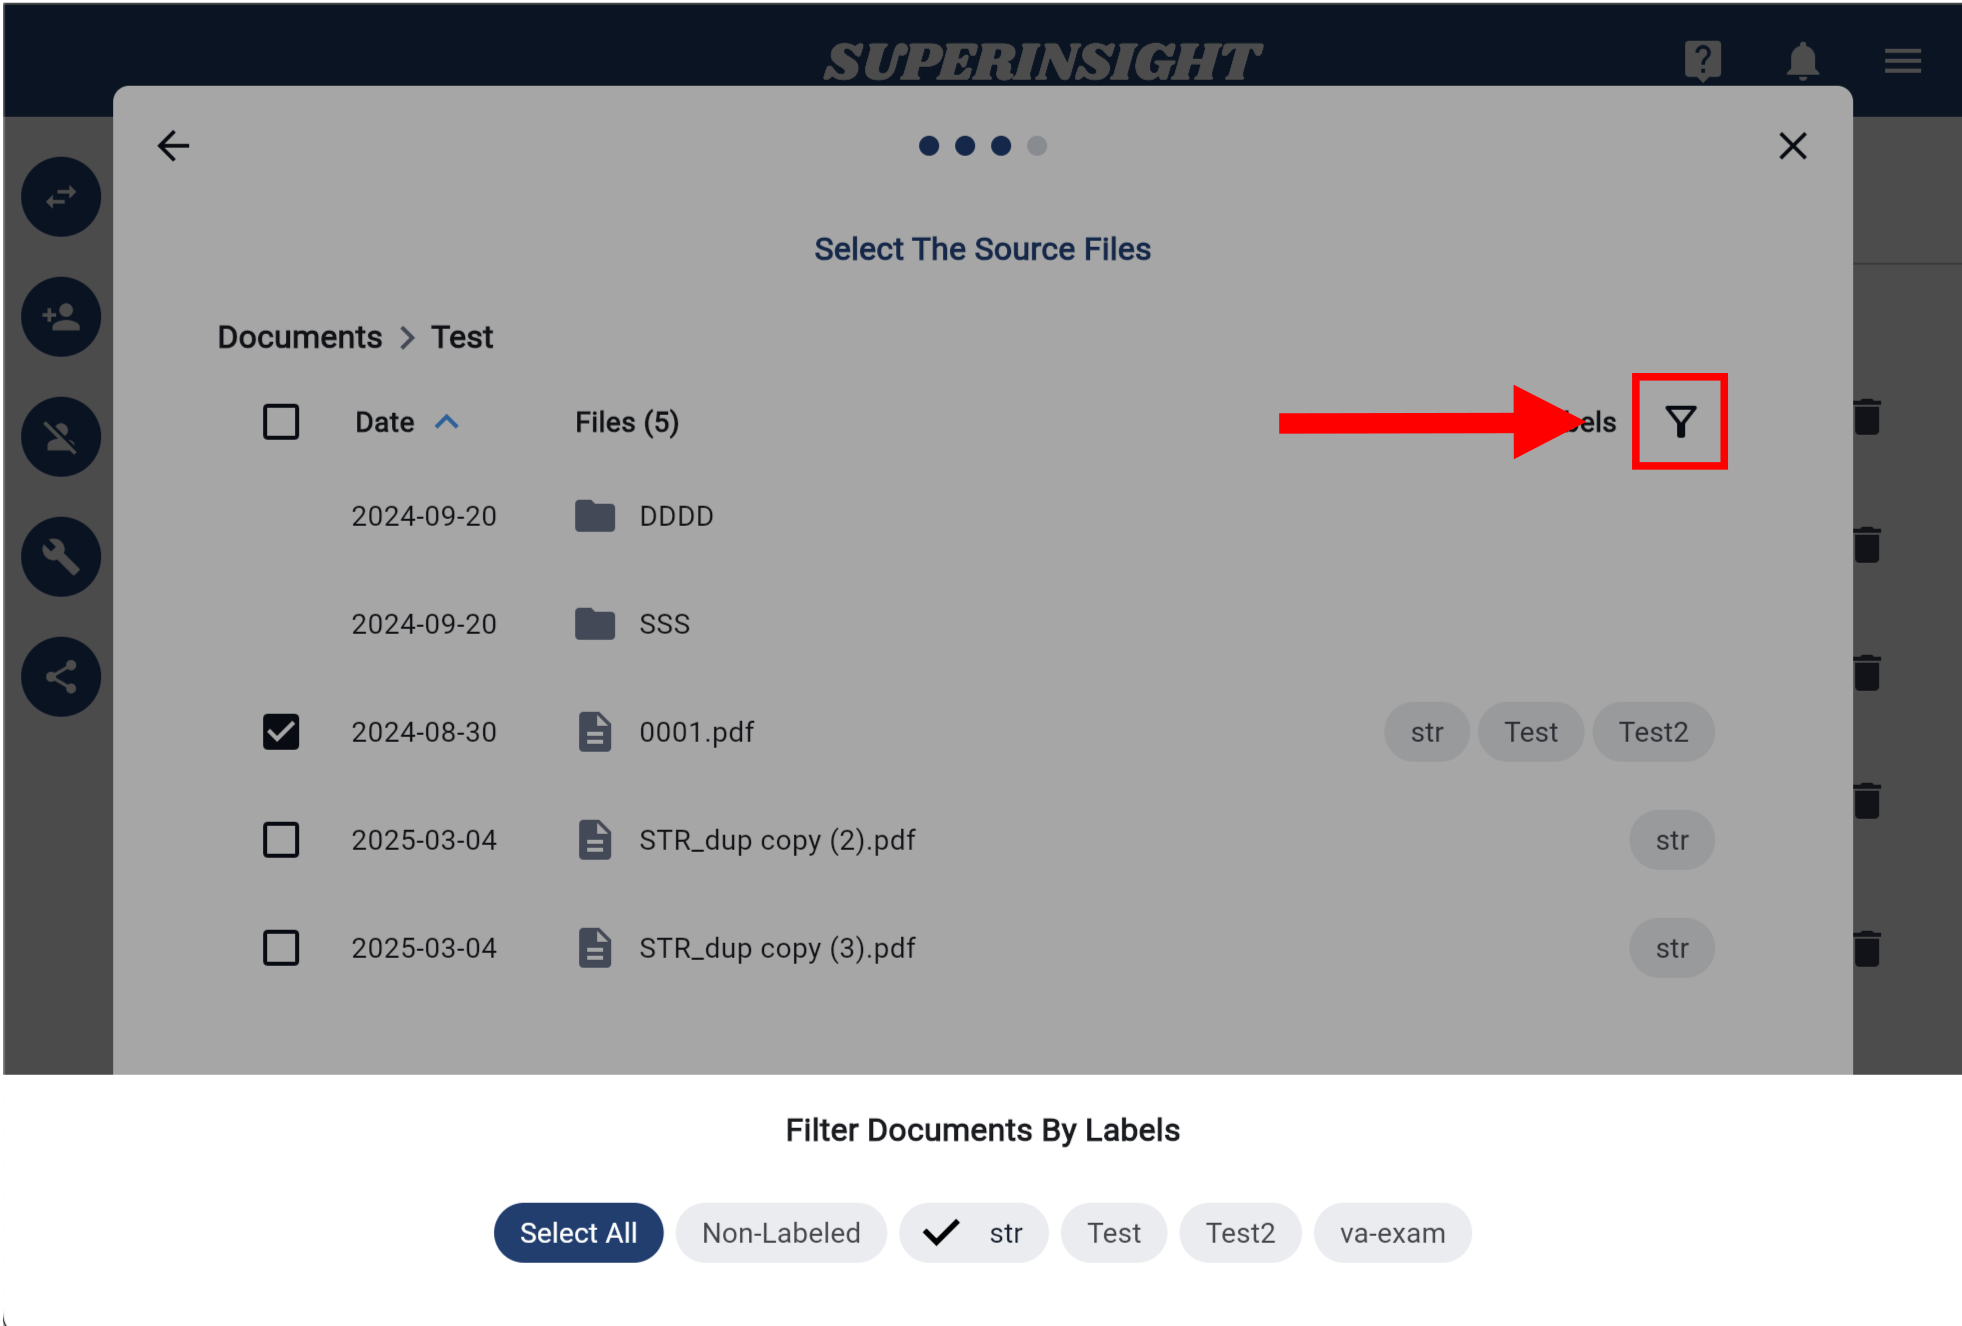 SUPERINSIGHT
Select The Source Files
Documents > Test
Date Files (5) bels
2024-09-20 DDDD
2024-09-20 SSS
2024-08-30 0001.pdf str Test Test2
2025-03-04 STR_dup copy (2).pdf str
2025-03-04 STR_dup copy (3).pdf str
Filter Documents By Labels
Select All Non-Labeled str Test Test2 va-exam